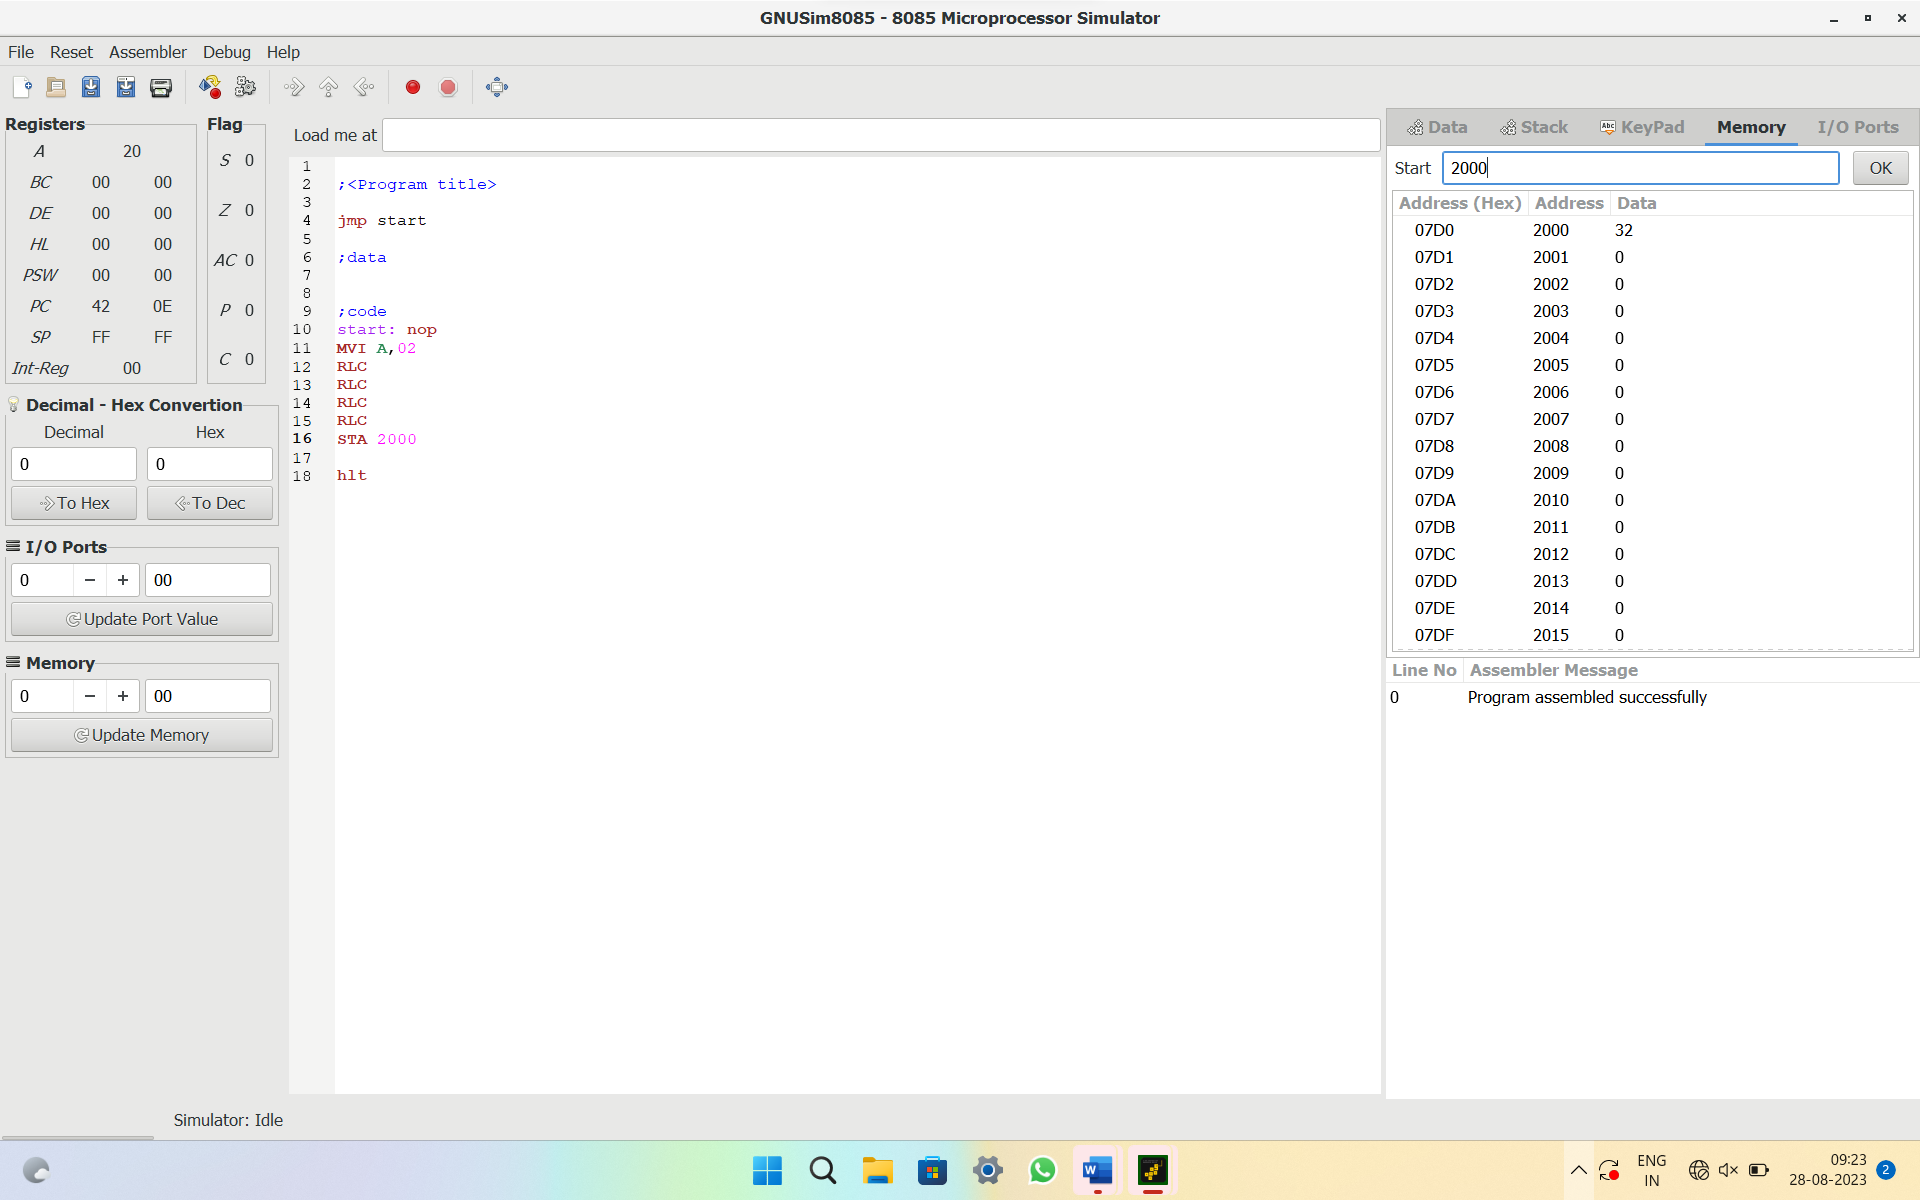 GNUSim8085 - 8085 Microprocessor Simulator
File Reset Assembler Debug Help
Registers
A 20
BC 00 00
DE 00 00
HL 00 00
PSW 00 00
PC 42 0E
SP FF FF
Int-Reg 00
Flag
S 0
Z 0
AC 0
P 0
C 0
Decimal - Hex Convertion
Decimal Hex
0 0
To Hex To Dec
I/O Ports
0 − + 00
Update Port Value
Memory
0 − + 00
Update Memory
Load me at
1
2 ;<Program title>
3
4 jmp start
5
6 ;data
7
8
9 ;code
10 start: nop
11 MVI A,02
12 RLC
13 RLC
14 RLC
15 RLC
16 STA 2000
17
18 hlt
Data Stack Abc KeyPad Memory I/O Ports
Start 2000 OK
Address (Hex) Address Data
07D0 2000 32
07D1 2001 0
07D2 2002 0
07D3 2003 0
07D4 2004 0
07D5 2005 0
07D6 2006 0
07D7 2007 0
07D8 2008 0
07D9 2009 0
07DA 2010 0
07DB 2011 0
07DC 2012 0
07DD 2013 0
07DE 2014 0
07DF 2015 0
Line No Assembler Message
0 Program assembled successfully
Simulator: Idle
W
ENG
IN
09:23
28-08-2023
2